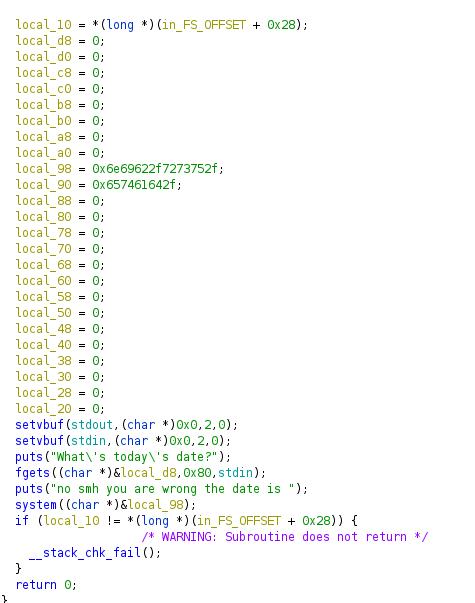 local_10 = *(long *)(in_FS_OFFSET + 0x28);
local_d8 = 0;
local_d0 = 0;
local_c8 = 0;
local_c0 = 0;
local_b8 = 0;
local_b0 = 0;
local_a8 = 0;
local_a0 = 0;
local_98 = 0x6e69622f7273752f;
local_90 = 0x657461642f;
local_88 = 0;
local_80 = 0;
local_78 = 0;
local_70 = 0;
local_68 = 0;
local_60 = 0;
local_58 = 0;
local_50 = 0;
local_48 = 0;
local_40 = 0;
local_38 = 0;
local_30 = 0;
local_28 = 0;
local_20 = 0;
setvbuf(stdout,(char *)0x0,2,0);
setvbuf(stdin,(char *)0x0,2,0);
puts("What\'s today\'s date?");
fgets((char *)&local_d8,0x80,stdin);
puts("no smh you are wrong the date is ");
system((char *)&local_98);
if (local_10 != *(long *)(in_FS_OFFSET + 0x28)) {
/* WARNING: Subroutine does not return */
__stack_chk_fail();
}
return 0;
}